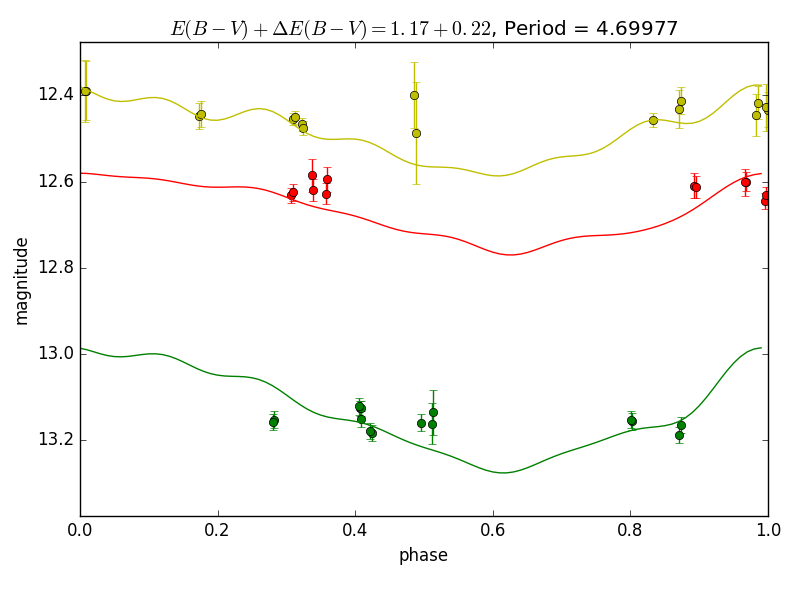 E(B − V) + ΔE(B − V) = 1.17 + 0.22, Period = 4.69977
12.4
12.6
12.8
13.0
13.2
magnitude
0.0 0.2 0.4 0.6 0.8 1.0
phase